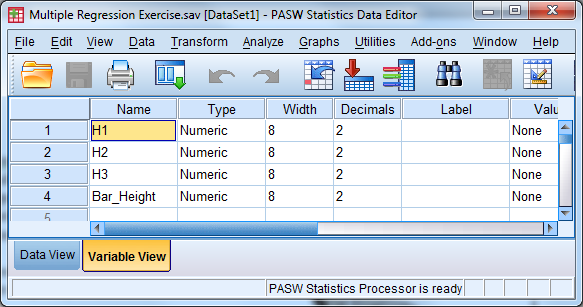 Multiple Regression Exercise.sav [DataSet1] - PASW Statistics Data Editor
File Edit View Data Transform Analyze Graphs Utilities Add-ons Window Help
Name Type Width Decimals Label Valu
1 H1 Numeric 8 2 None
2 H2 Numeric 8 2 None
3 H3 Numeric 8 2 None
4 Bar_Height Numeric 8 2 None
5
Data View Variable View
PASW Statistics Processor is ready